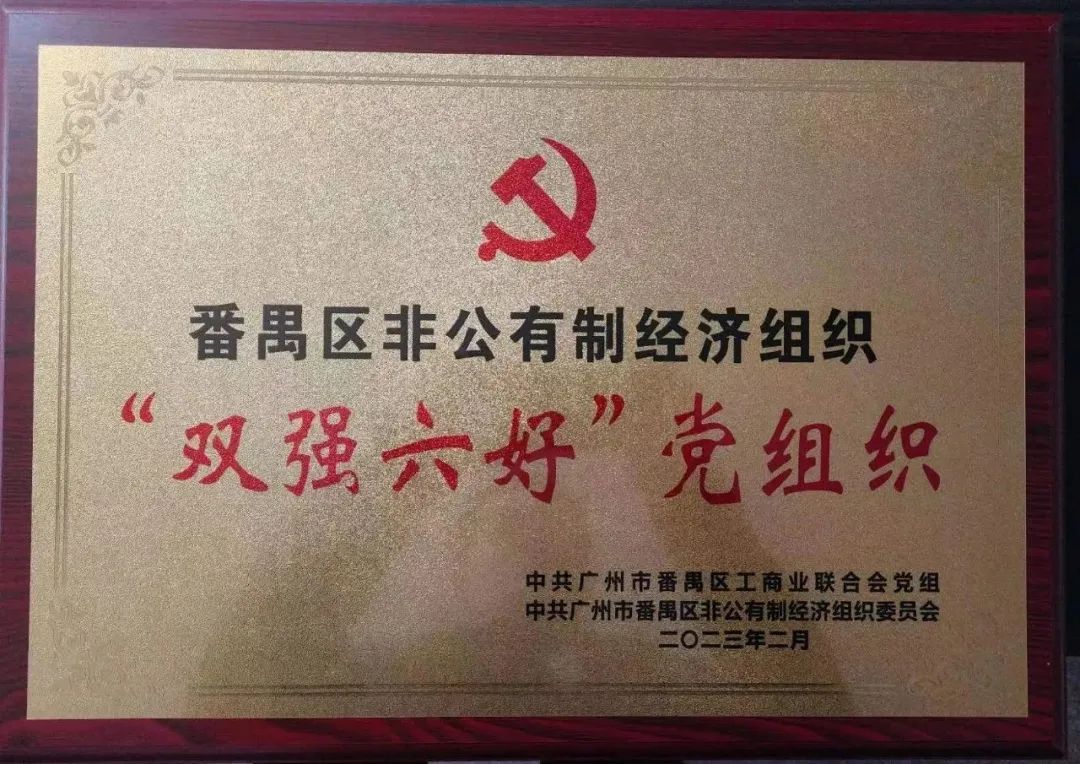 番禺区非公有制经济组织
“双强六好”党组织
中共广州市番禺区工商业联合会党组
中共广州市番禺区非公有制经济组织委员会
二〇二三年二月